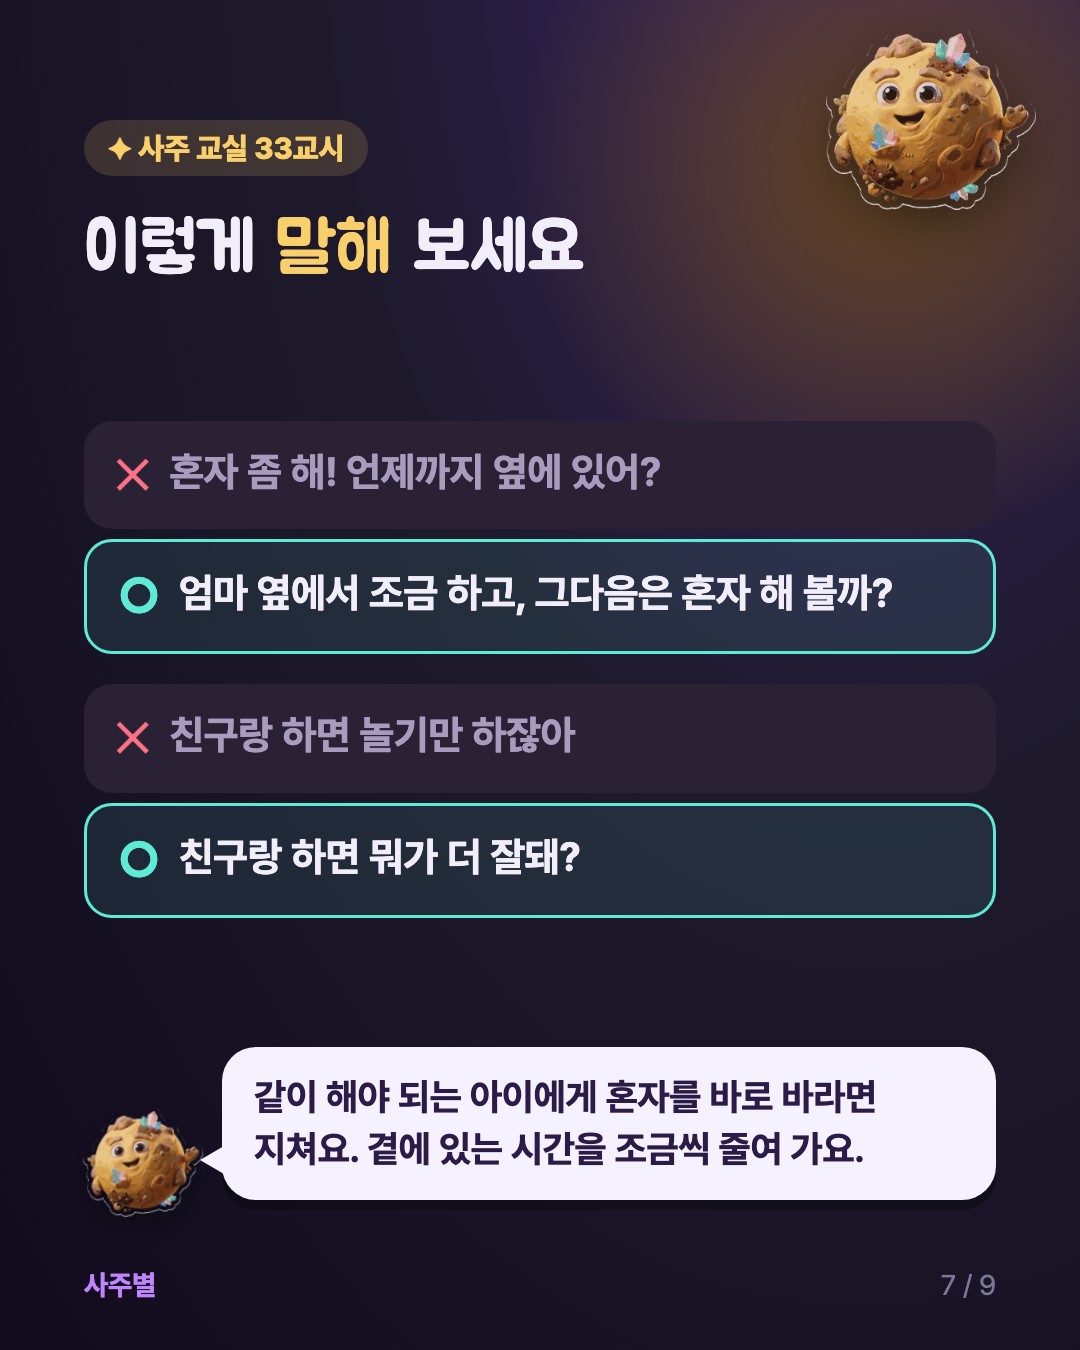 ✦ 사주 교실 33교시
이렇게 말해 보세요
혼자 좀 해! 언제까지 옆에 있어?
엄마 옆에서 조금 하고, 그다음은 혼자 해 볼까?
친구랑 하면 놀기만 하잖아
친구랑 하면 뭐가 더 잘돼?
같이 해야 되는 아이에게 혼자를 바로 바라면
지쳐요. 곁에 있는 시간을 조금씩 줄여 가요.
사주별
7 / 9